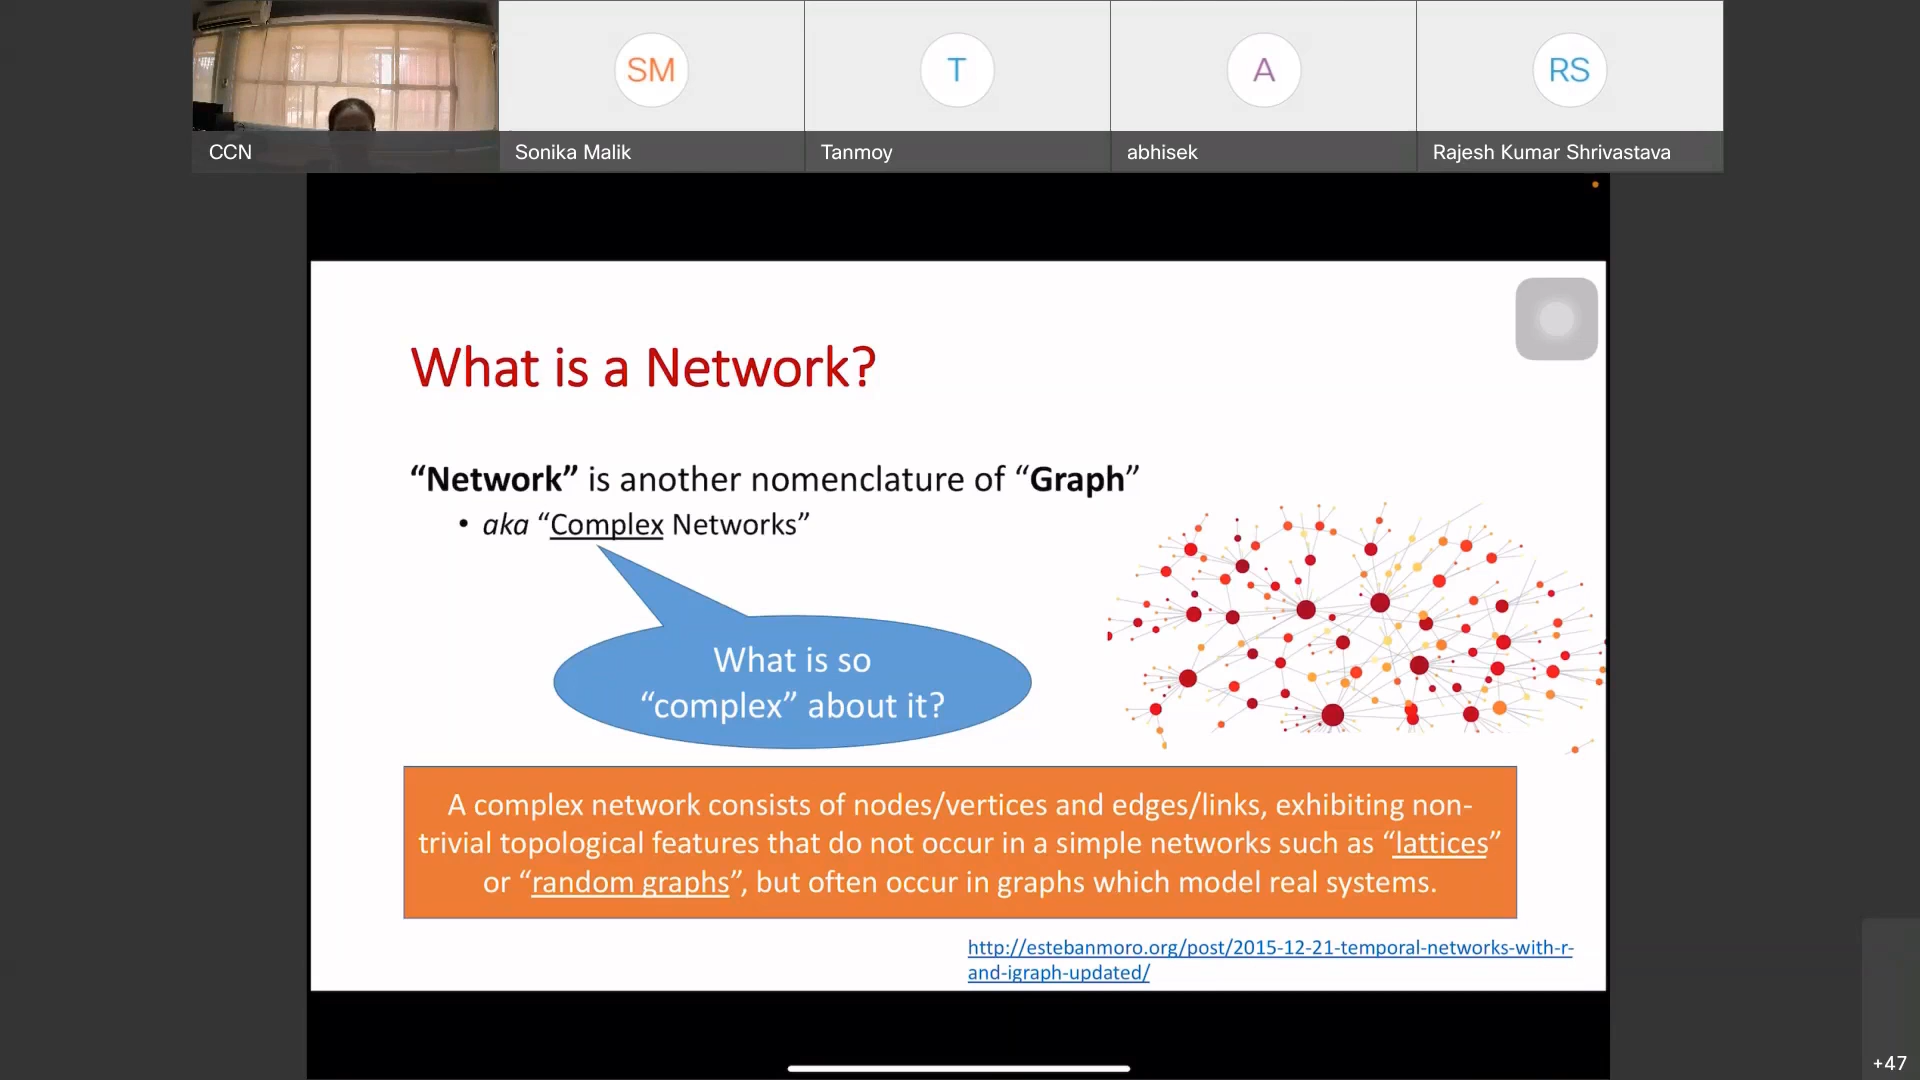 SM
T
A
RS
CCN
Sonika Malik
Tanmoy
abhisek
Rajesh Kumar Shrivastava
What is a Network?
“Network” is another nomenclature of “Graph”
• aka “Complex Networks”
What is so
“complex” about it?
A complex network consists of nodes/vertices and edges/links, exhibiting non-
trivial topological features that do not occur in a simple networks such as “lattices”
or “random graphs”, but often occur in graphs which model real systems.
http://estebanmoro.org/post/2015-12-21-temporal-networks-with-r-
and-igraph-updated/
+47